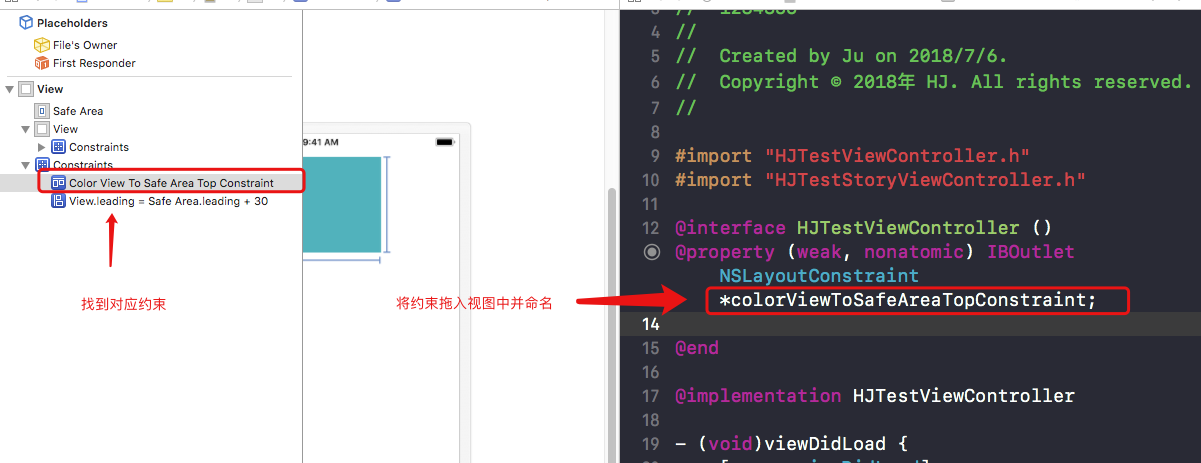 Placeholders
File's Owner
First Responder
View
Safe Area
View
Constraints
Constraints
Color View To Safe Area Top Constraint
View.leading = Safe Area.leading + 30
找到对应约束
9:41 AM
将约束拖入视图中并命名
4 //
5 // Created by Ju on 2018/7/6.
6 // Copyright © 2018年 HJ. All rights reserved.
7 //
8
9 #import "HJTestViewController.h"
10 #import "HJTestStoryViewController.h"
11
12 @interface HJTestViewController ()
@property (weak, nonatomic) IBOutlet
NSLayoutConstraint
*colorViewToSafeAreaTopConstraint;
14
15 @end
16
17 @implementation HJTestViewController
18
19 - (void)viewDidLoad {